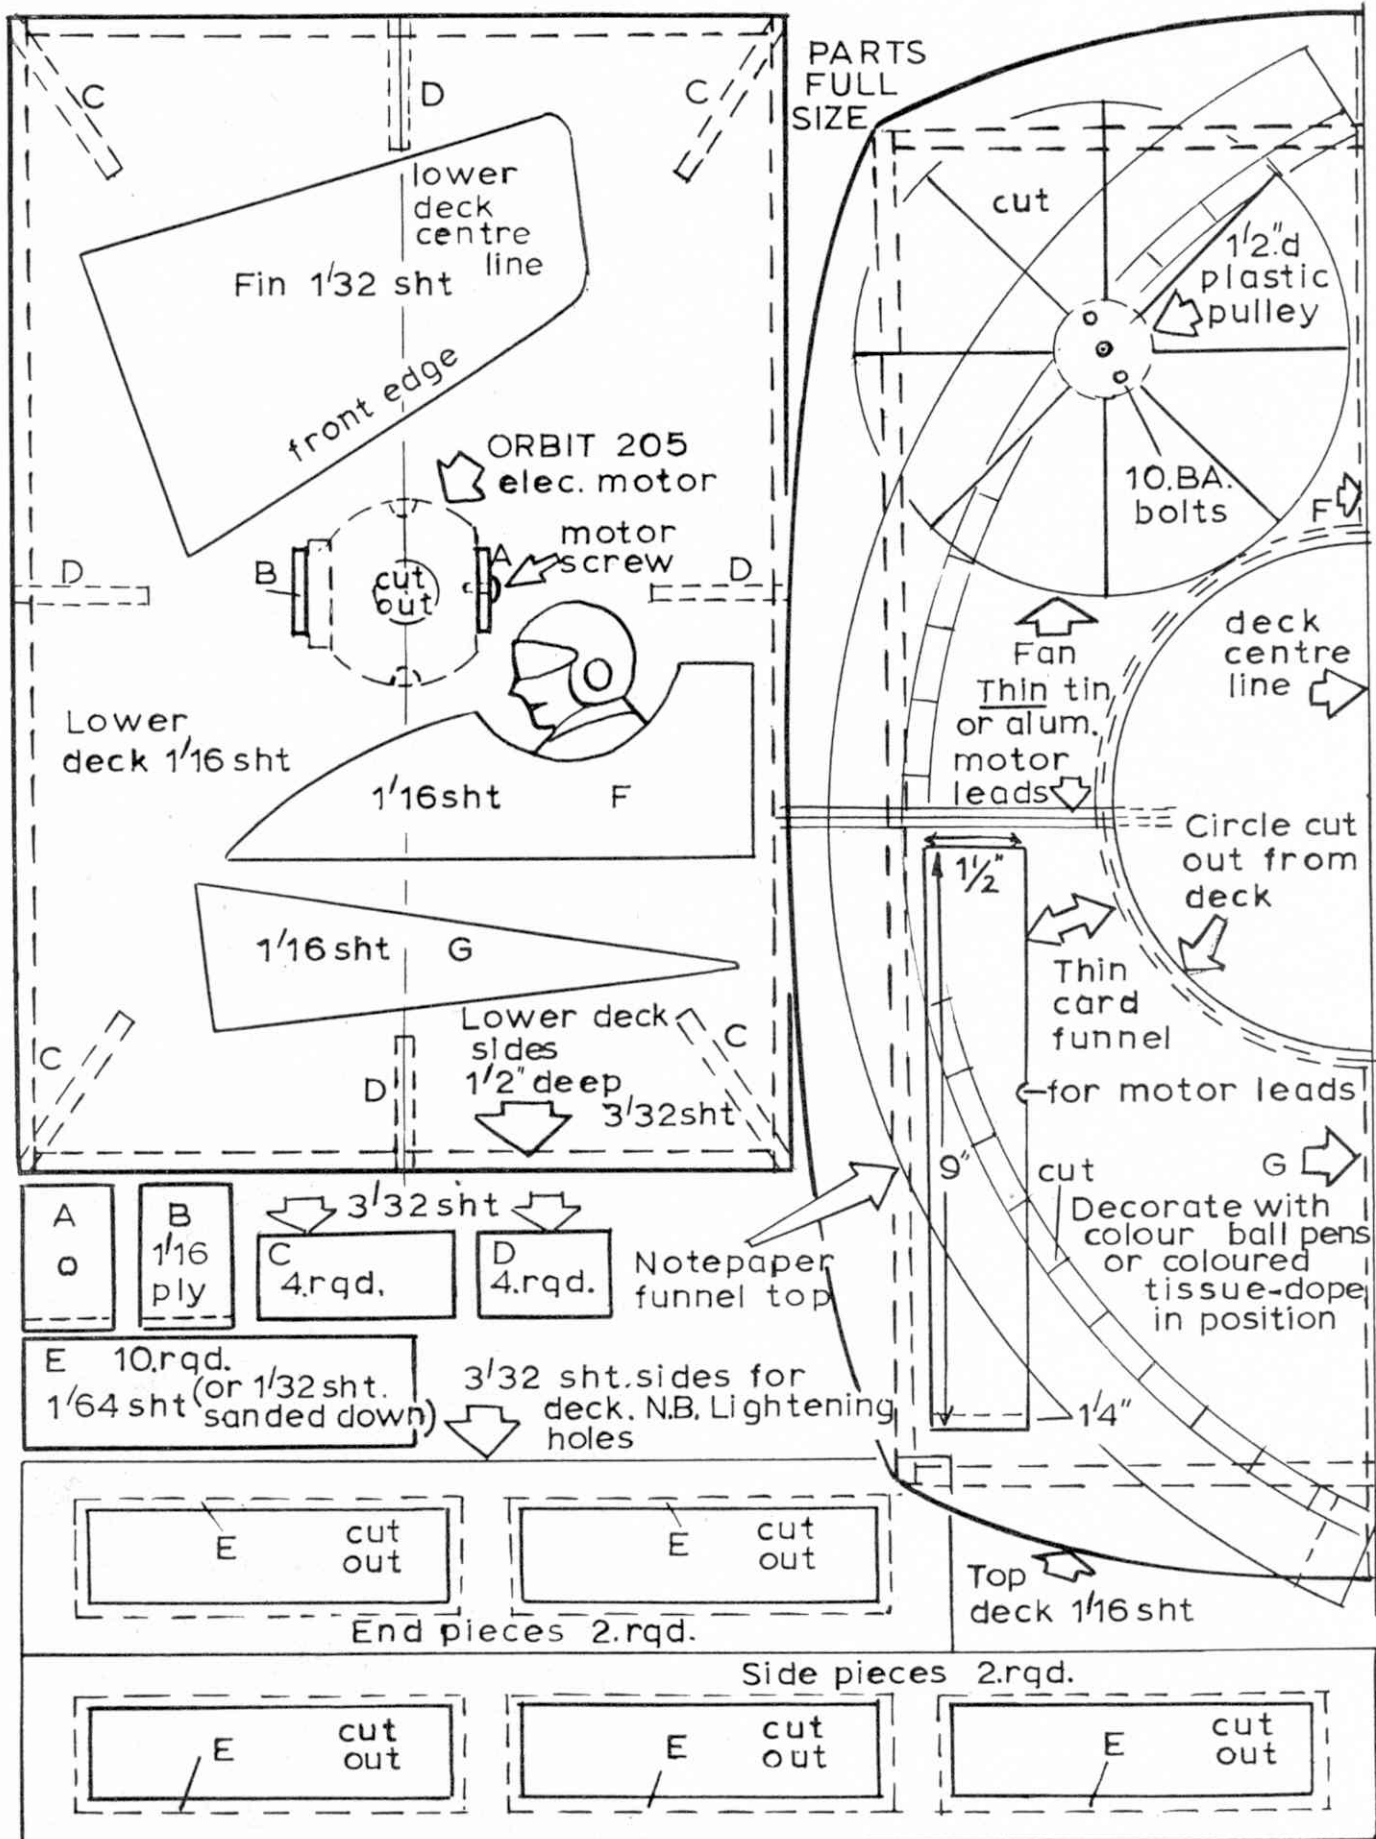 PARTS
FULL
SIZE
C
D
C
lower
deck
centre
line
Fin 1/32 sht
front edge
cut
1/2"d
plastic
pulley
ORBIT 205
elec. motor
motor
screw
10.BA.
bolts
F
D
B
cut
out
A
D
Fan
Thin tin
or alum.
motor
leads
deck
centre
line
Lower
deck 1/16 sht
1/16 sht F
Circle cut
out from
deck
1½"
1/16 sht G
Thin
card
funnel
Lower deck
sides
1/2" deep
3/32 sht
C
D
C
for motor leads
9"
cut
G
Decorate with
colour ball pens
or coloured
tissue-dope
in position
A
B
1/16
ply
3/32 sht
C
4.rqd.
D
4.rqd.
Notepaper
funnel top
E 10.rqd.
1/64 sht (or 1/32 sht.
sanded down)
3/32 sht. sides for
deck. N.B. Lightening
holes
1/4"
E
cut
out
E
cut
out
End pieces 2.rqd.
Top
deck 1/16 sht
Side pieces 2.rqd.
E
cut
out
E
cut
out
E
cut
out